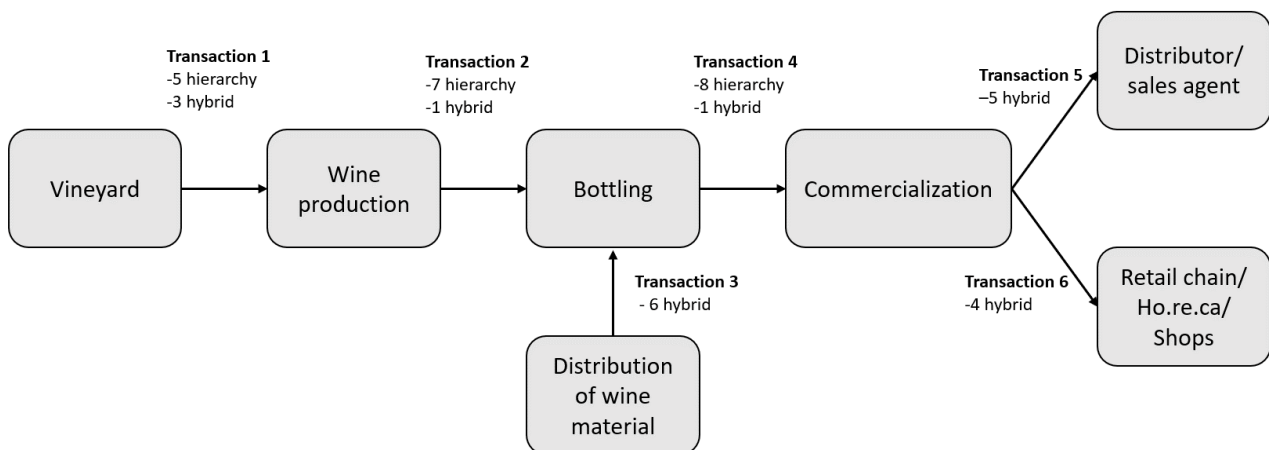 Transaction 1
-5 hierarchy
-3 hybrid
Transaction 2
-7 hierarchy
-1 hybrid
Transaction 4
-8 hierarchy
-1 hybrid
Transaction 5
–5 hybrid
Distributor/
sales agent
Vineyard
Wine
production
Bottling
Commercialization
Transaction 3
- 6 hybrid
Transaction 6
-4 hybrid
Retail chain/
Ho.re.ca/
Shops
Distribution
of wine
material